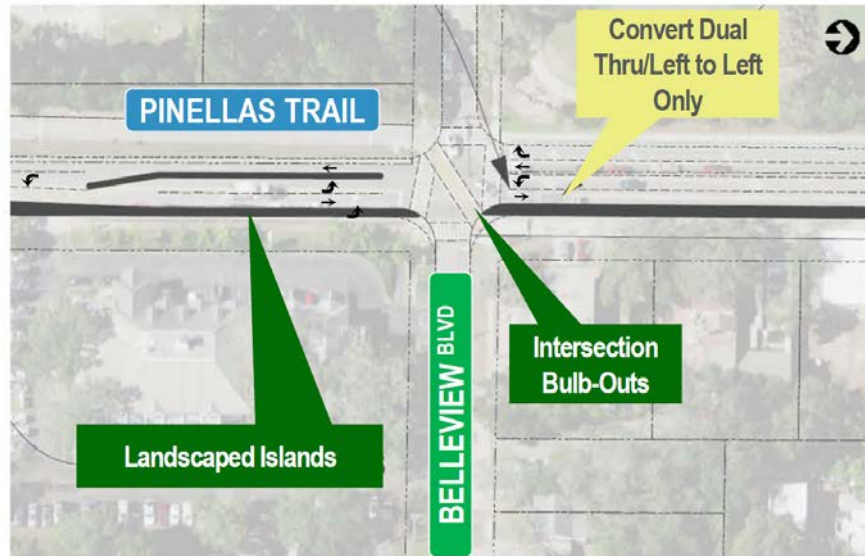 Convert Dual
Thru/Left to Left
Only
PINELLAS TRAIL
BELLEVIEW BLVD
Intersection
Bulb-Outs
Landscaped Islands